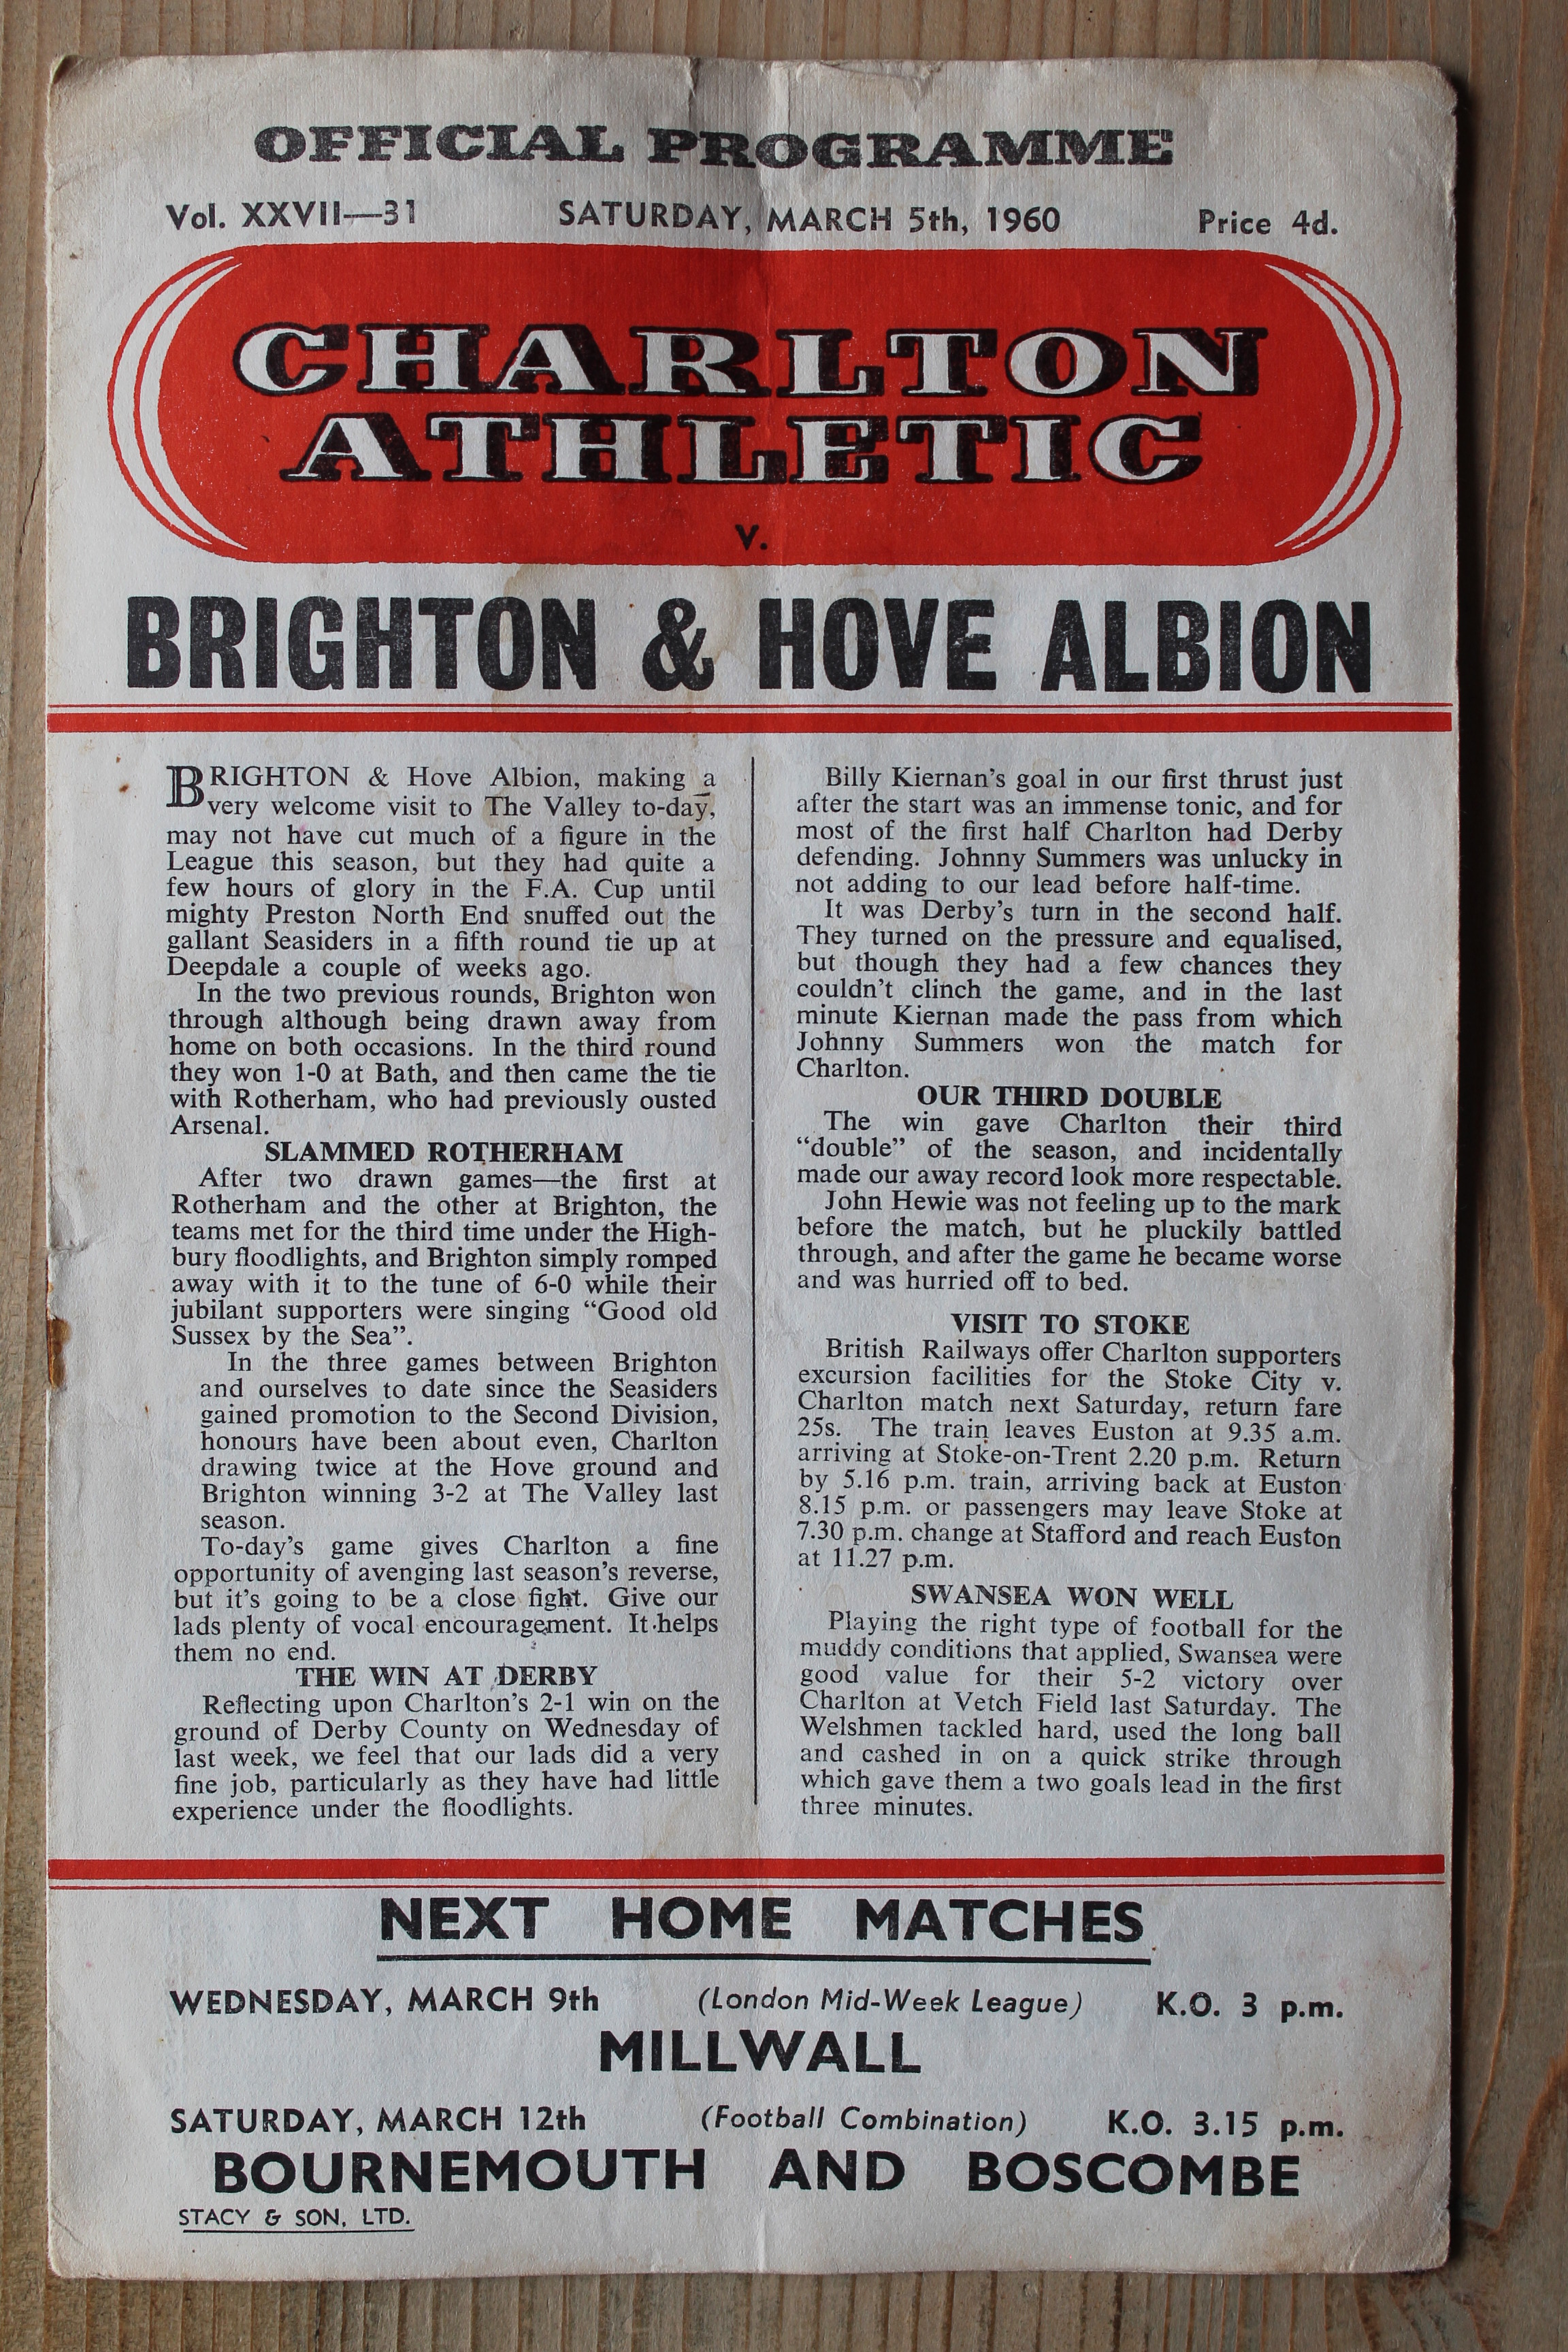 OFFICIAL PROGRAMME
Vol. XXVII—31 SATURDAY, MARCH 5th, 1960 Price 4d.
CHARLTON
ATHLETIC
v.
BRIGHTON & HOVE ALBION
BRIGHTON & Hove Albion, making a
very welcome visit to The Valley to-day,
may not have cut much of a figure in the
League this season, but they had quite a
few hours of glory in the F.A. Cup until
mighty Preston North End snuffed out the
gallant Seasiders in a fifth round tie up at
Deepdale a couple of weeks ago.
In the two previous rounds, Brighton won
through although being drawn away from
home on both occasions. In the third round
they won 1-0 at Bath, and then came the tie
with Rotherham, who had previously ousted
Arsenal.
SLAMMED ROTHERHAM
After two drawn games—the first at
Rotherham and the other at Brighton, the
teams met for the third time under the High-
bury floodlights, and Brighton simply romped
away with it to the tune of 6-0 while their
jubilant supporters were singing “Good old
Sussex by the Sea”.
In the three games between Brighton
and ourselves to date since the Seasiders
gained promotion to the Second Division,
honours have been about even, Charlton
drawing twice at the Hove ground and
Brighton winning 3-2 at The Valley last
season.
To-day’s game gives Charlton a fine
opportunity of avenging last season’s reverse,
but it’s going to be a close fight. Give our
lads plenty of vocal encouragement. It helps
them no end.
THE WIN AT DERBY
Reflecting upon Charlton’s 2-1 win on the
ground of Derby County on Wednesday of
last week, we feel that our lads did a very
fine job, particularly as they have had little
experience under the floodlights.
Billy Kiernan’s goal in our first thrust just
after the start was an immense tonic, and for
most of the first half Charlton had Derby
defending. Johnny Summers was unlucky in
not adding to our lead before half-time.
It was Derby’s turn in the second half.
They turned on the pressure and equalised,
but though they had a few chances they
couldn’t clinch the game, and in the last
minute Kiernan made the pass from which
Johnny Summers won the match for
Charlton.
OUR THIRD DOUBLE
The win gave Charlton their third
“double” of the season, and incidentally
made our away record look more respectable.
John Hewie was not feeling up to the mark
before the match, but he pluckily battled
through, and after the game he became worse
and was hurried off to bed.
VISIT TO STOKE
British Railways offer Charlton supporters
excursion facilities for the Stoke City v.
Charlton match next Saturday, return fare
25s. The train leaves Euston at 9.35 a.m.
arriving at Stoke-on-Trent 2.20 p.m. Return
by 5.16 p.m. train, arriving back at Euston
8.15 p.m. or passengers may leave Stoke at
7.30 p.m. change at Stafford and reach Euston
at 11.27 p.m.
SWANSEA WON WELL
Playing the right type of football for the
muddy conditions that applied, Swansea were
good value for their 5-2 victory over
Charlton at Vetch Field last Saturday. The
Welshmen tackled hard, used the long ball
and cashed in on a quick strike through
which gave them a two goals lead in the first
three minutes.
NEXT HOME MATCHES
WEDNESDAY, MARCH 9th (London Mid-Week League) K.O. 3 p.m.
MILLWALL
SATURDAY, MARCH 12th (Football Combination) K.O. 3.15 p.m.
BOURNEMOUTH AND BOSCOMBE
STACY & SON, LTD.